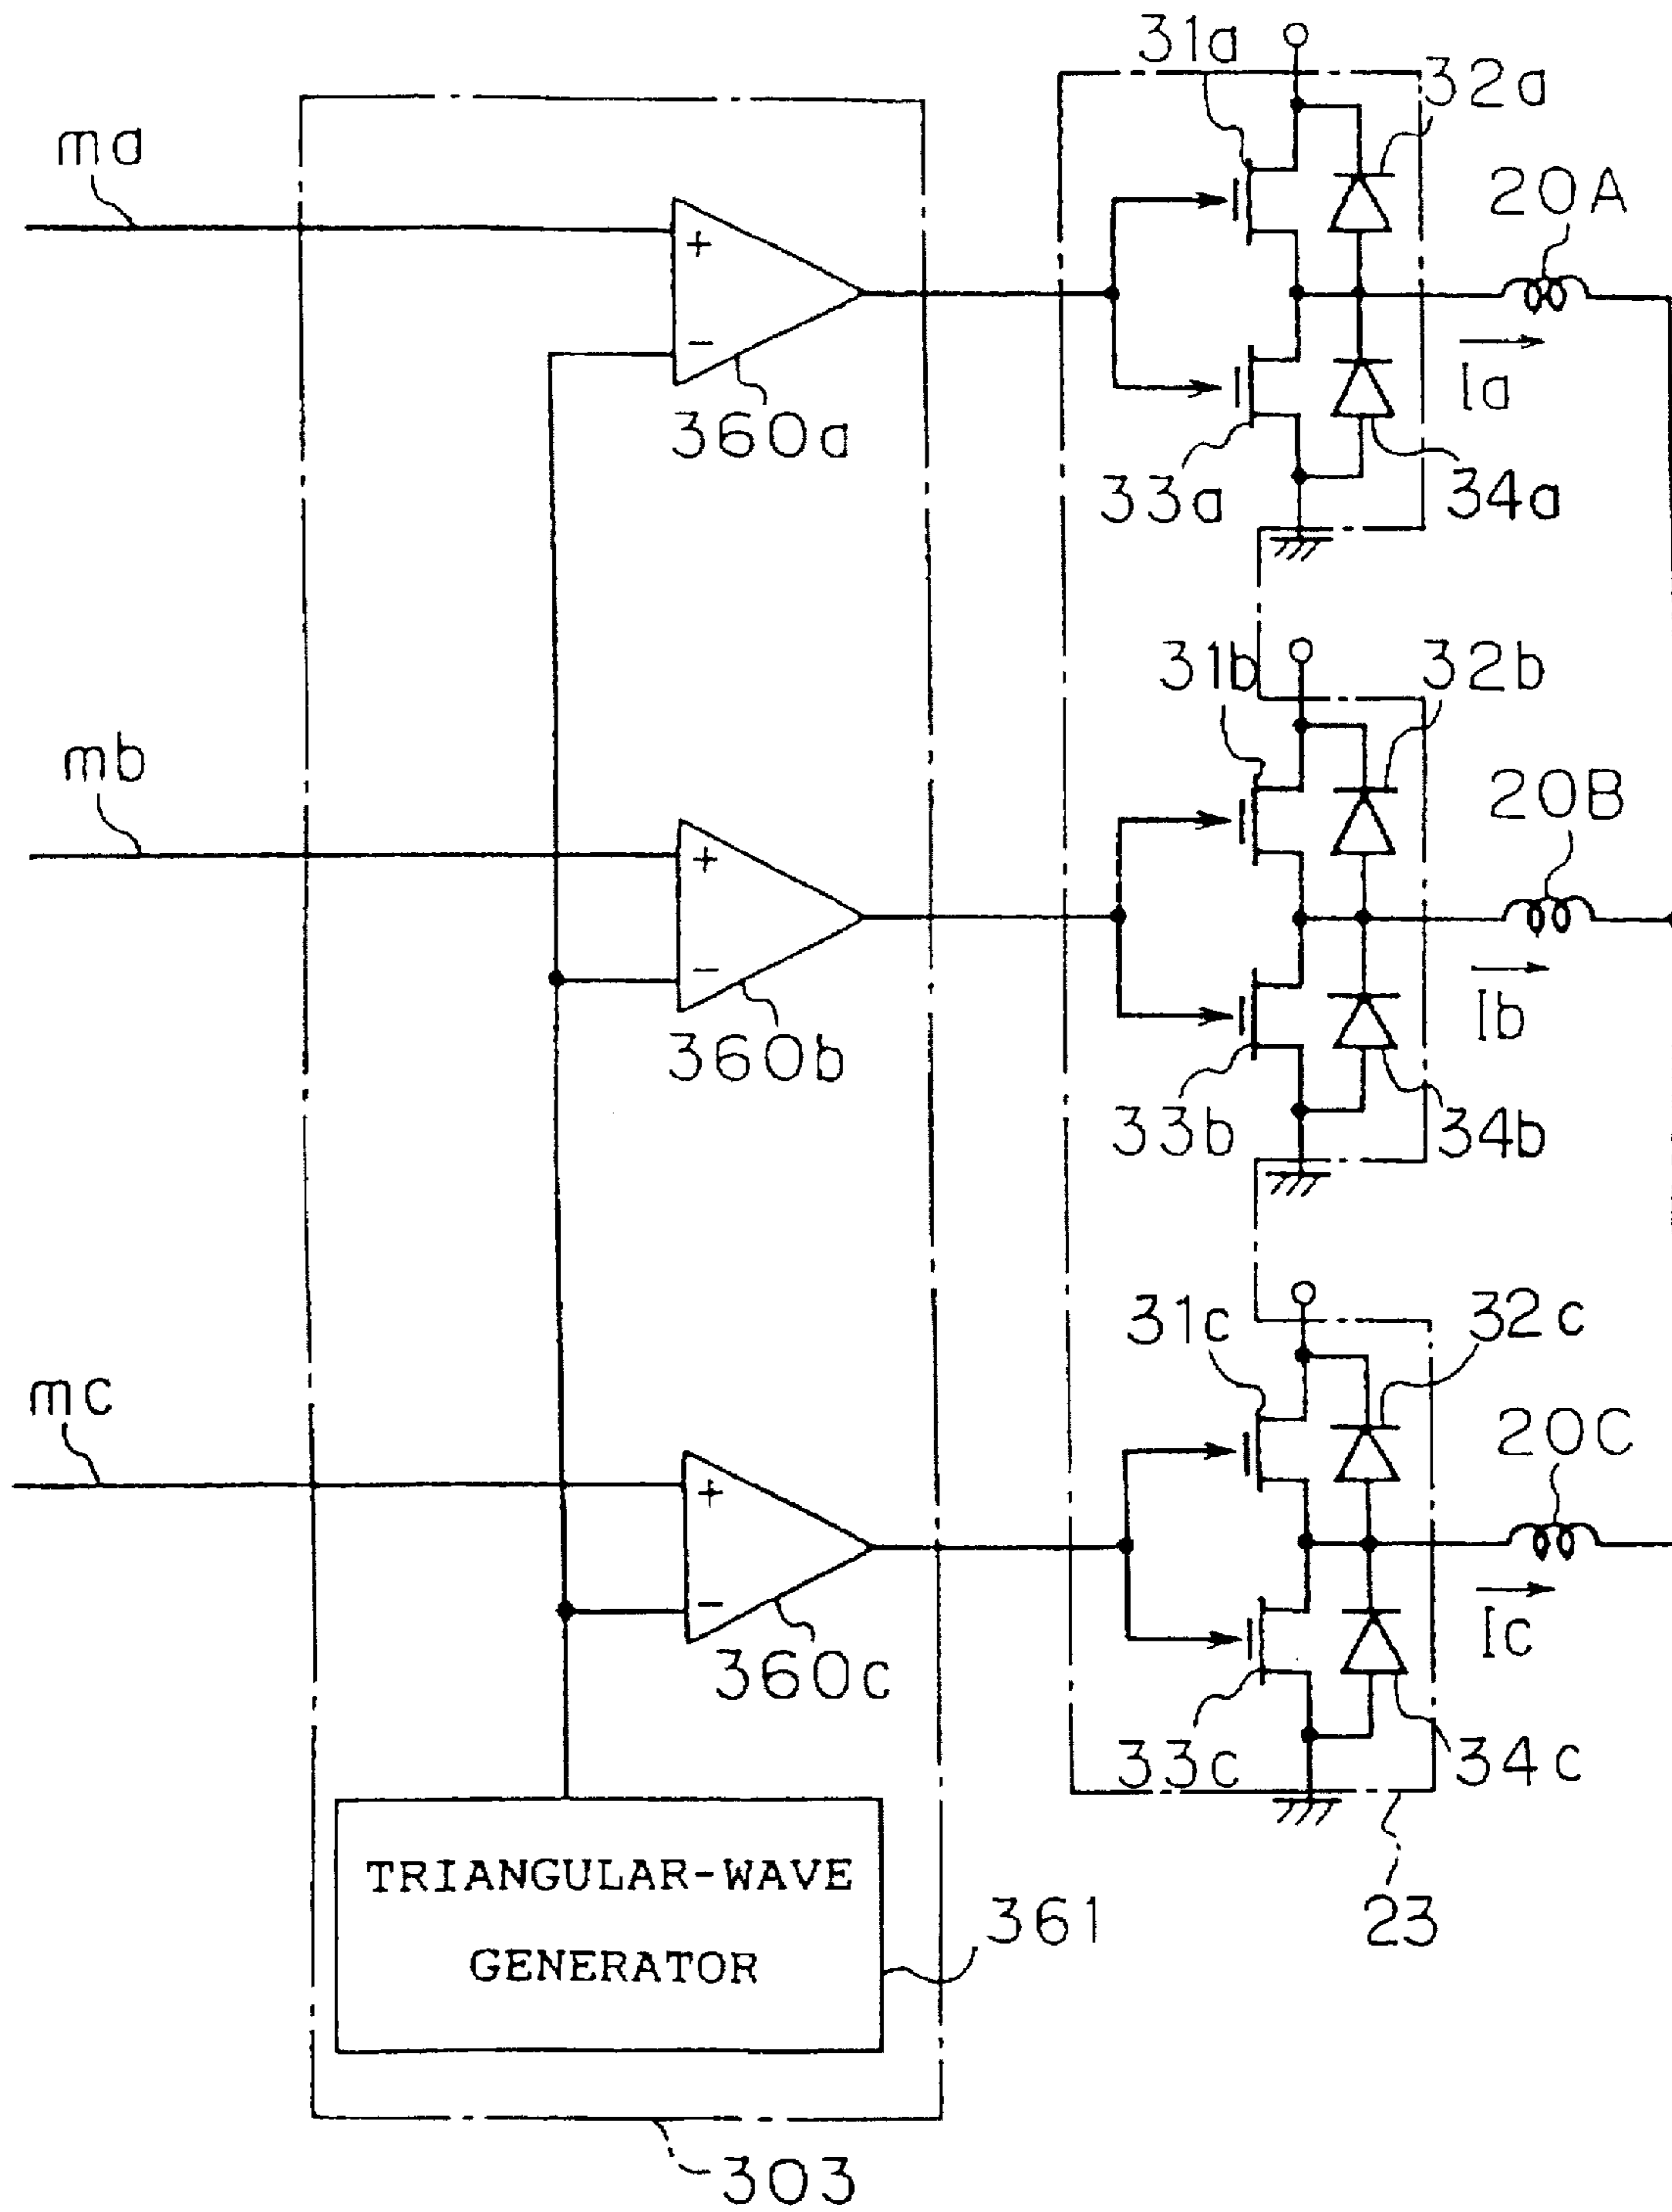 31a
32a
ma
20A
+
−
Ia
360a
33a
34a
31b
32b
mb
20B
+
−
Ib
360b
33b
34b
31c
32c
mc
20C
+
−
Ic
360c
33c
34c
TRIANGULAR-WAVE
GENERATOR
361
23
303